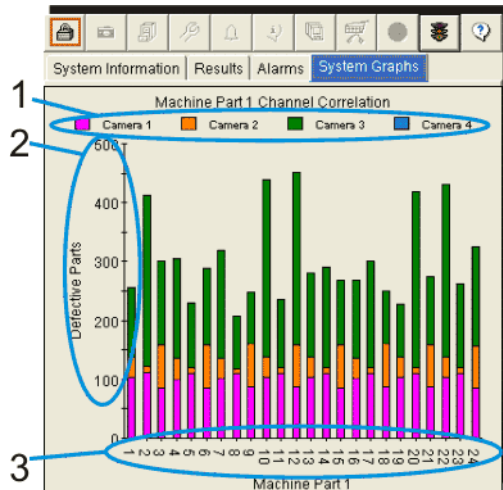 System Information Results Alarms System Graphs
1
Machine Part 1 Channel Correlation
Camera 1 Camera 2 Camera 3 Camera 4
2
500
400
300
200
100
0
Defective Parts
1 2 3 4 5 6 7 8 9 10 11 12 13 14 15 16 17 18 19 20 21 22 23 24
3
Machine Part 1